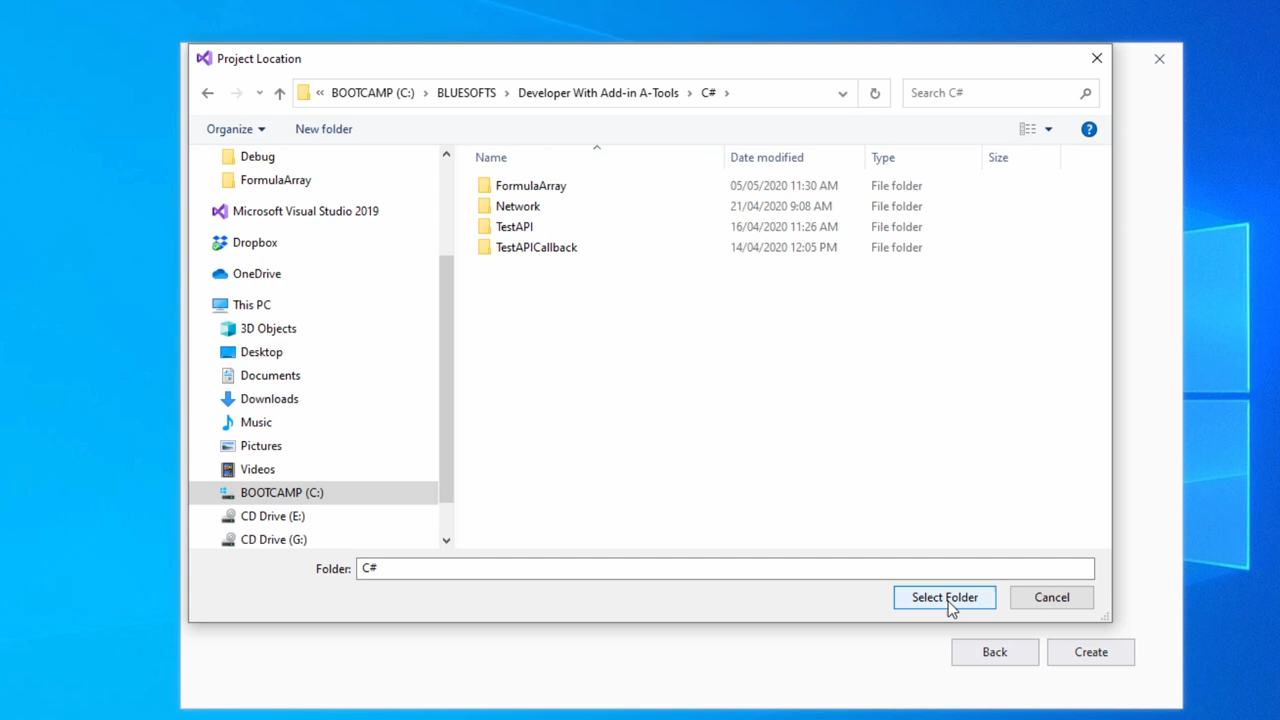 Project Location
« BOOTCAMP (C:) › BLUESOFTS › Developer With Add-in A-Tools › C# ›
Search C#
Organize
New folder
Name
Date modified
Type
Size
Debug
FormulaArray
Microsoft Visual Studio 2019
Dropbox
OneDrive
This PC
3D Objects
Desktop
Documents
Downloads
Music
Pictures
Videos
BOOTCAMP (C:)
CD Drive (E:)
CD Drive (G:)
FormulaArray 05/05/2020 11:30 AM File folder
Network 21/04/2020 9:08 AM File folder
TestAPI 16/04/2020 11:26 AM File folder
TestAPICallback 14/04/2020 12:05 PM File folder
Folder: C#
Select Folder
Cancel
Back
Create